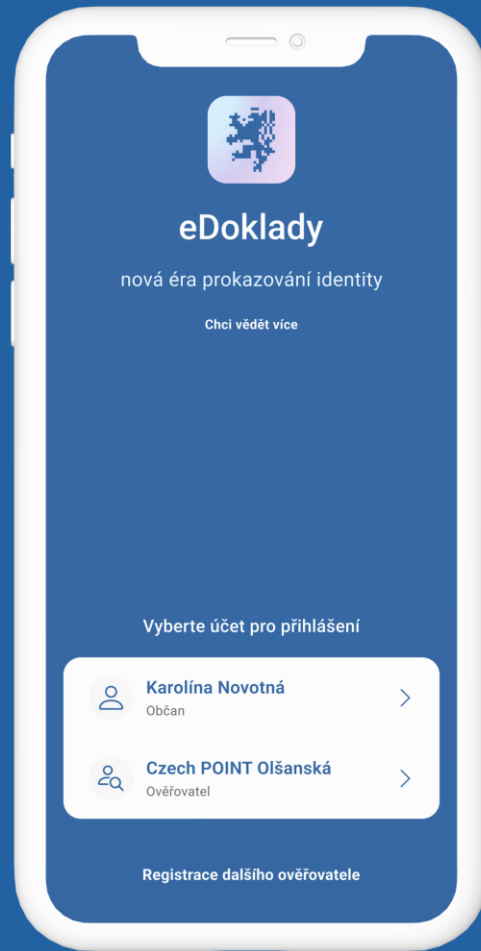 eDoklady
nová éra prokazování identity
Chci vědět více
Vyberte účet pro přihlášení
Karolína Novotná
Občan
Czech POINT Olšanská
Ověřovatel
Registrace dalšího ověřovatele